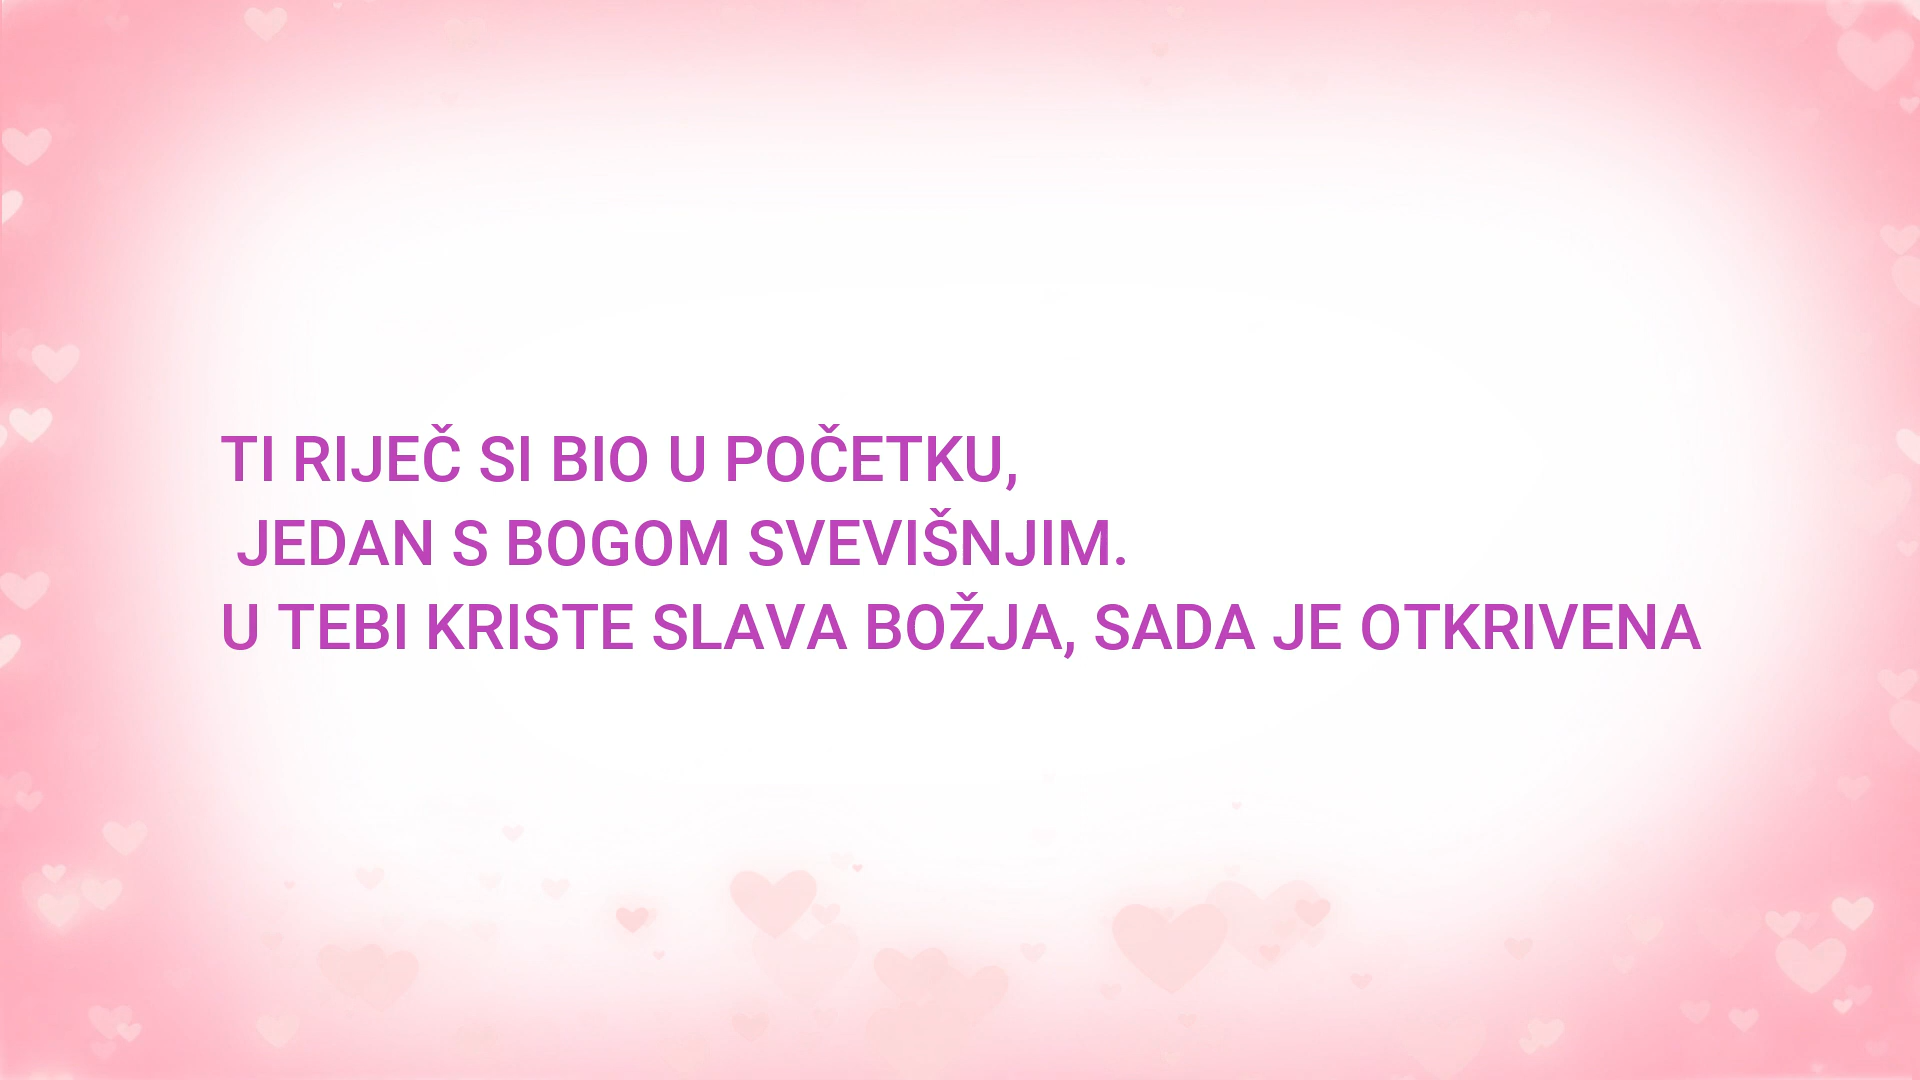 TI RIJEČ SI BIO U POČETKU,
JEDAN S BOGOM SVEVIŠNJIM.
U TEBI KRISTE SLAVA BOŽJA, SADA JE OTKRIVENA